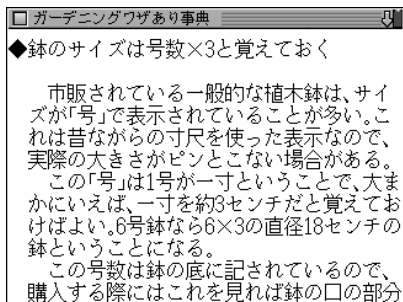 ガーデニングワザあり事典
◆鉢のサイズは号数×3と覚えておく
市販されている一般的な植木鉢は、サイ
ズが「号」で表示されていることが多い。こ
れは昔ながらの寸尺を使った表示なので、
実際の大きさがピンとこない場合がある。
この「号」は1号が一寸ということで、大ま
かにいえば、一寸を約3センチだと覚えてお
けばよい。6号鉢なら6×3の直径18センチの
鉢ということになる。
この号数は鉢の底に記されているので、
購入する際にはこれを見れば鉢の口の部分